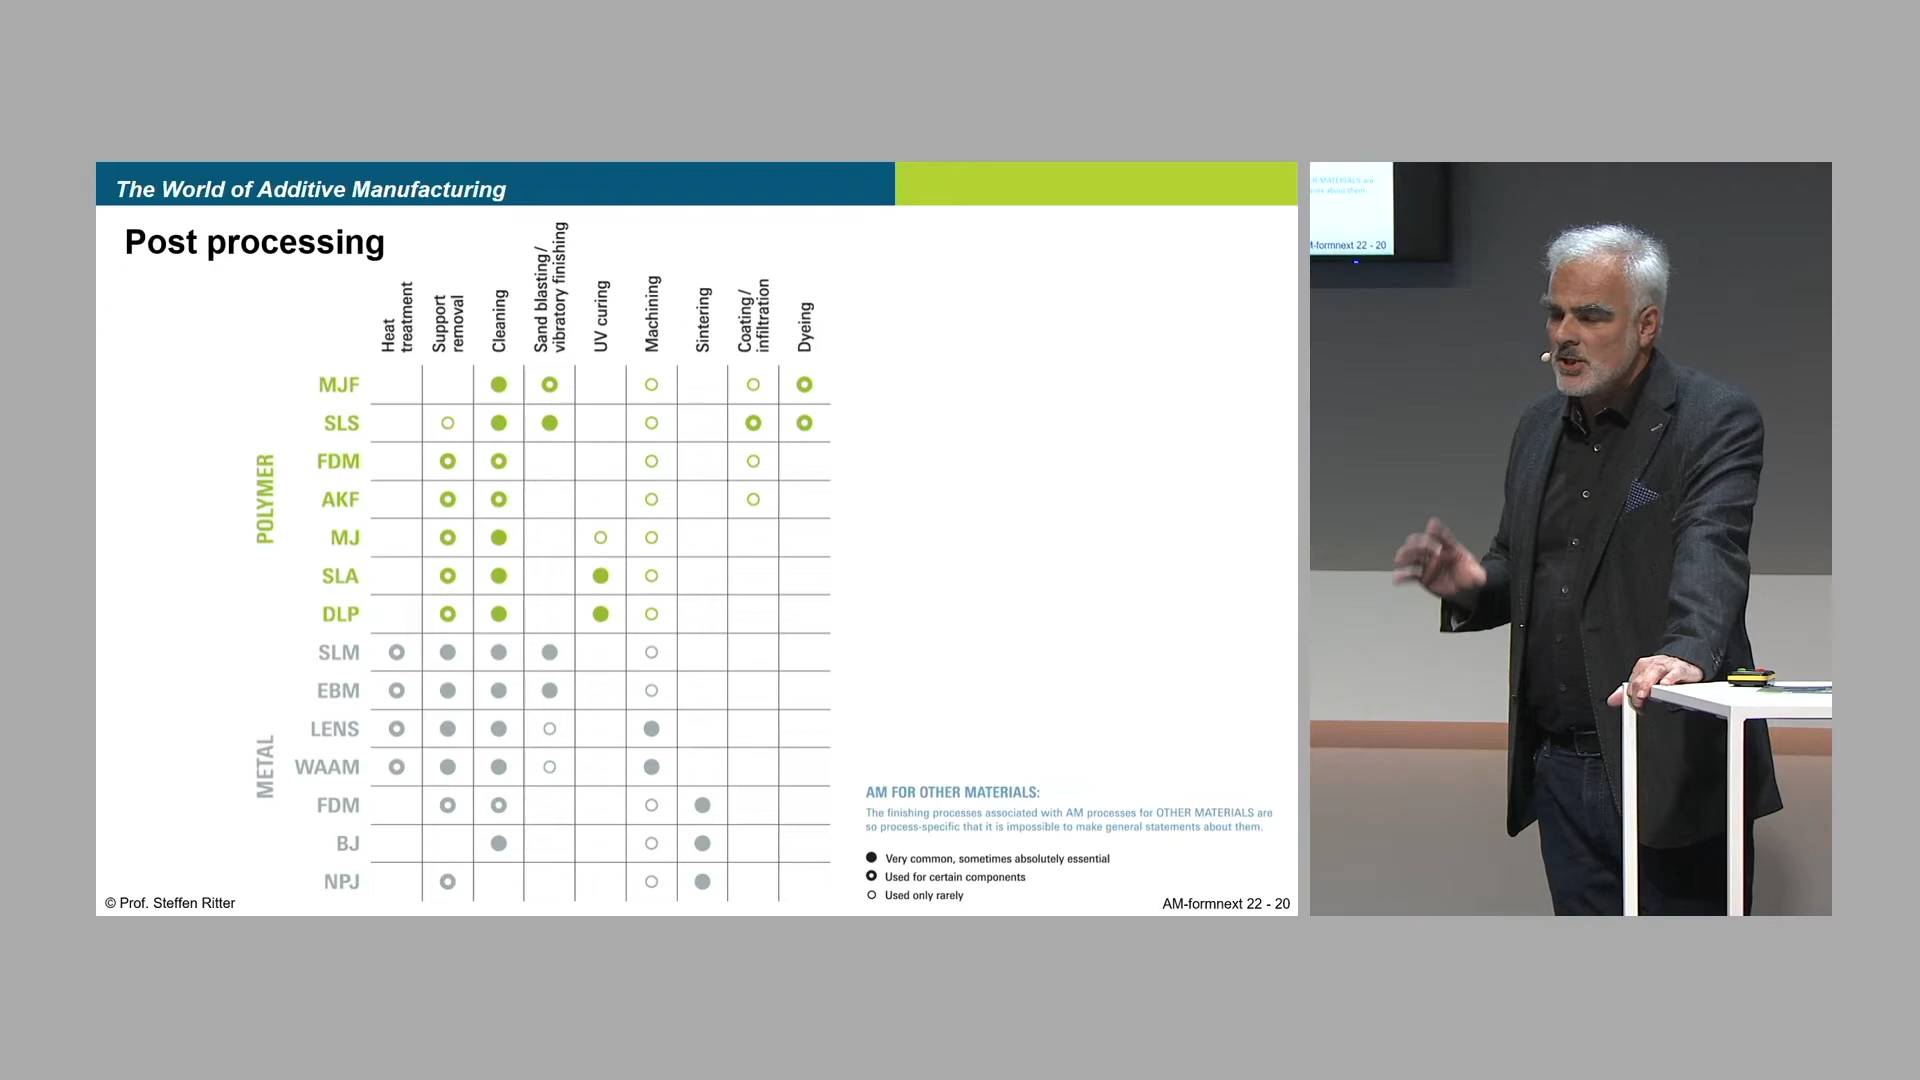 The World of Additive Manufacturing
Post processing
Heat
treatment
Support
removal
Cleaning
Sand blasting/
vibratory finishing
UV curing
Machining
Sintering
Coating/
infiltration
Dyeing
POLYMER
MJF
SLS
FDM
AKF
MJ
SLA
DLP
METAL
SLM
EBM
LENS
WAAM
FDM
BJ
NPJ
AM FOR OTHER MATERIALS:
The finishing processes associated with AM processes for OTHER MATERIALS are
so process-specific that it is impossible to make general statements about them.
Very common, sometimes absolutely essential
Used for certain components
Used only rarely
© Prof. Steffen Ritter
AM-formnext 22 - 20
R MATERIALS are
about them.
M-formnext 22 - 20